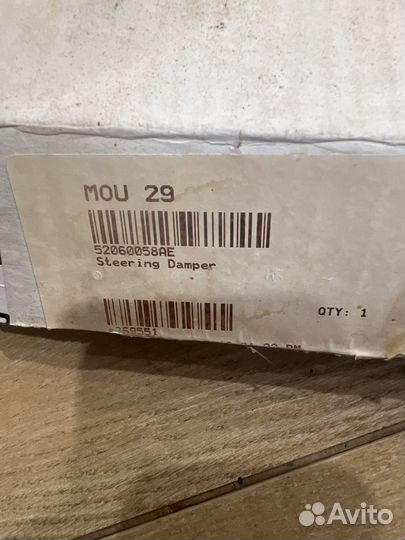 MOU 29
52060058AE
Steering Damper
QTY: 1
Avito